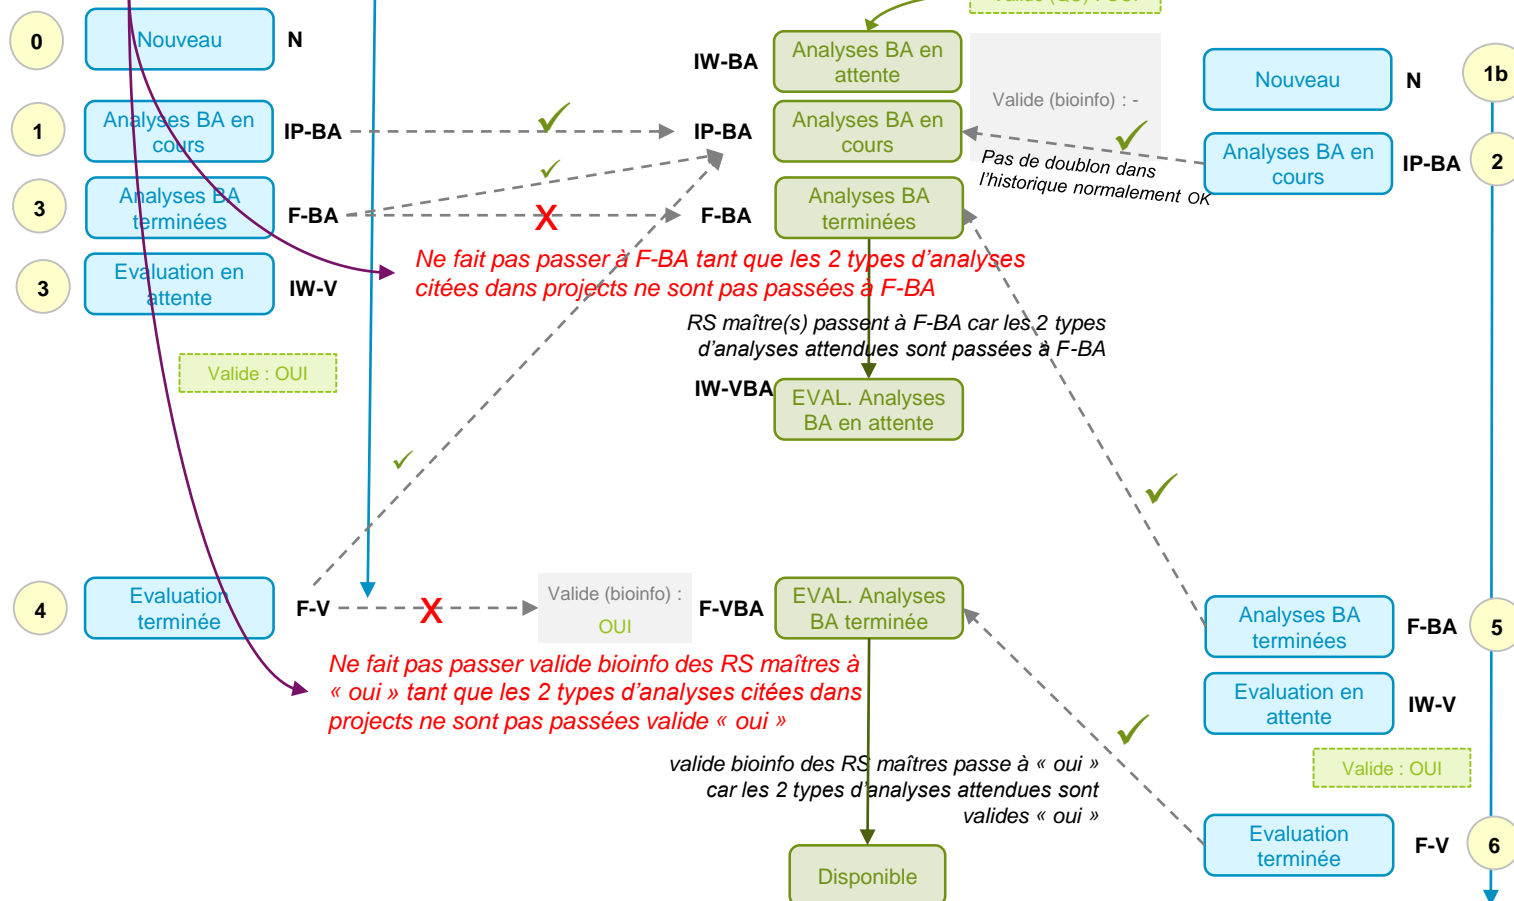 Valide (QC) : OUI
0
Nouveau
N
IW-BA
Analyses BA en
attente
Nouveau
N
1b
Valide (bioinfo) : -
1
Analyses BA en
cours
IP-BA
IP-BA
Analyses BA en
cours
Pas de doublon dans
l'historique normalement OK
Analyses BA en
cours
IP-BA
2
3
Analyses BA
terminées
F-BA
X
F-BA
Analyses BA
terminées
3
Evaluation en
attente
IW-V
Ne fait pas passer à F-BA tant que les 2 types d'analyses
citées dans projects ne sont pas passées à F-BA
RS maître(s) passent à F-BA car les 2 types
d'analyses attendues sont passées à F-BA
Valide : OUI
IW-VBA
EVAL. Analyses
BA en attente
4
Evaluation
terminée
F-V
X
Valide (bioinfo) :
OUI
F-VBA
EVAL. Analyses
BA terminée
Analyses BA
terminées
F-BA
5
Ne fait pas passer valide bioinfo des RS maîtres à
« oui » tant que les 2 types d'analyses citées dans
projects ne sont pas passées valide « oui »
Evaluation en
attente
IW-V
valide bioinfo des RS maîtres passe à « oui »
car les 2 types d'analyses attendues sont
valides « oui »
Valide : OUI
Evaluation
terminée
F-V
6
Disponible